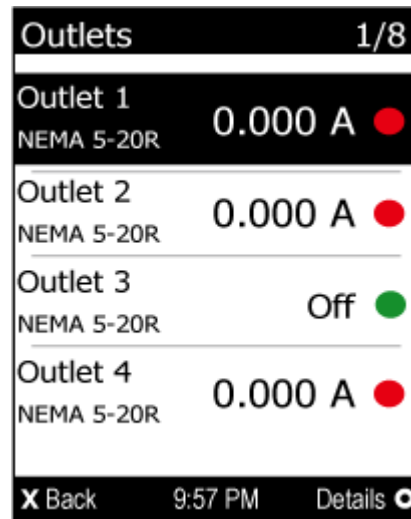 Outlets 1/8
Outlet 1
0.000 A
NEMA 5-20R
Outlet 2
0.000 A
NEMA 5-20R
Outlet 3
Off
NEMA 5-20R
Outlet 4
0.000 A
NEMA 5-20R
X Back 9:57 PM Details O